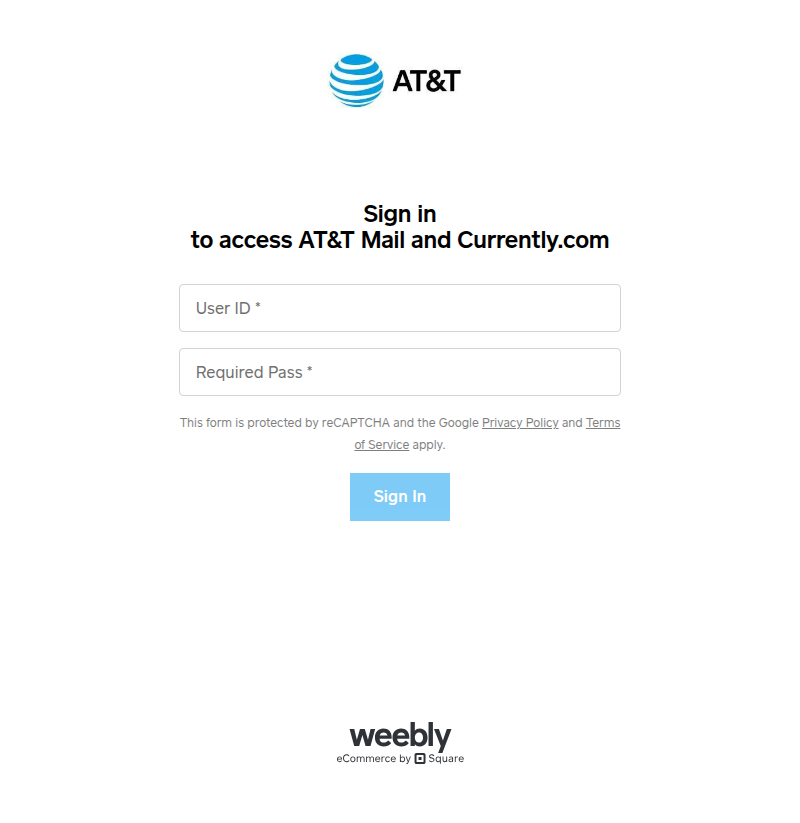 AT&T
Sign in
to access AT&T Mail and Currently.com
User ID *
Required Pass *
This form is protected by reCAPTCHA and the Google Privacy Policy and Terms
of Service apply.
Sign In
weebly
eCommerce by Square